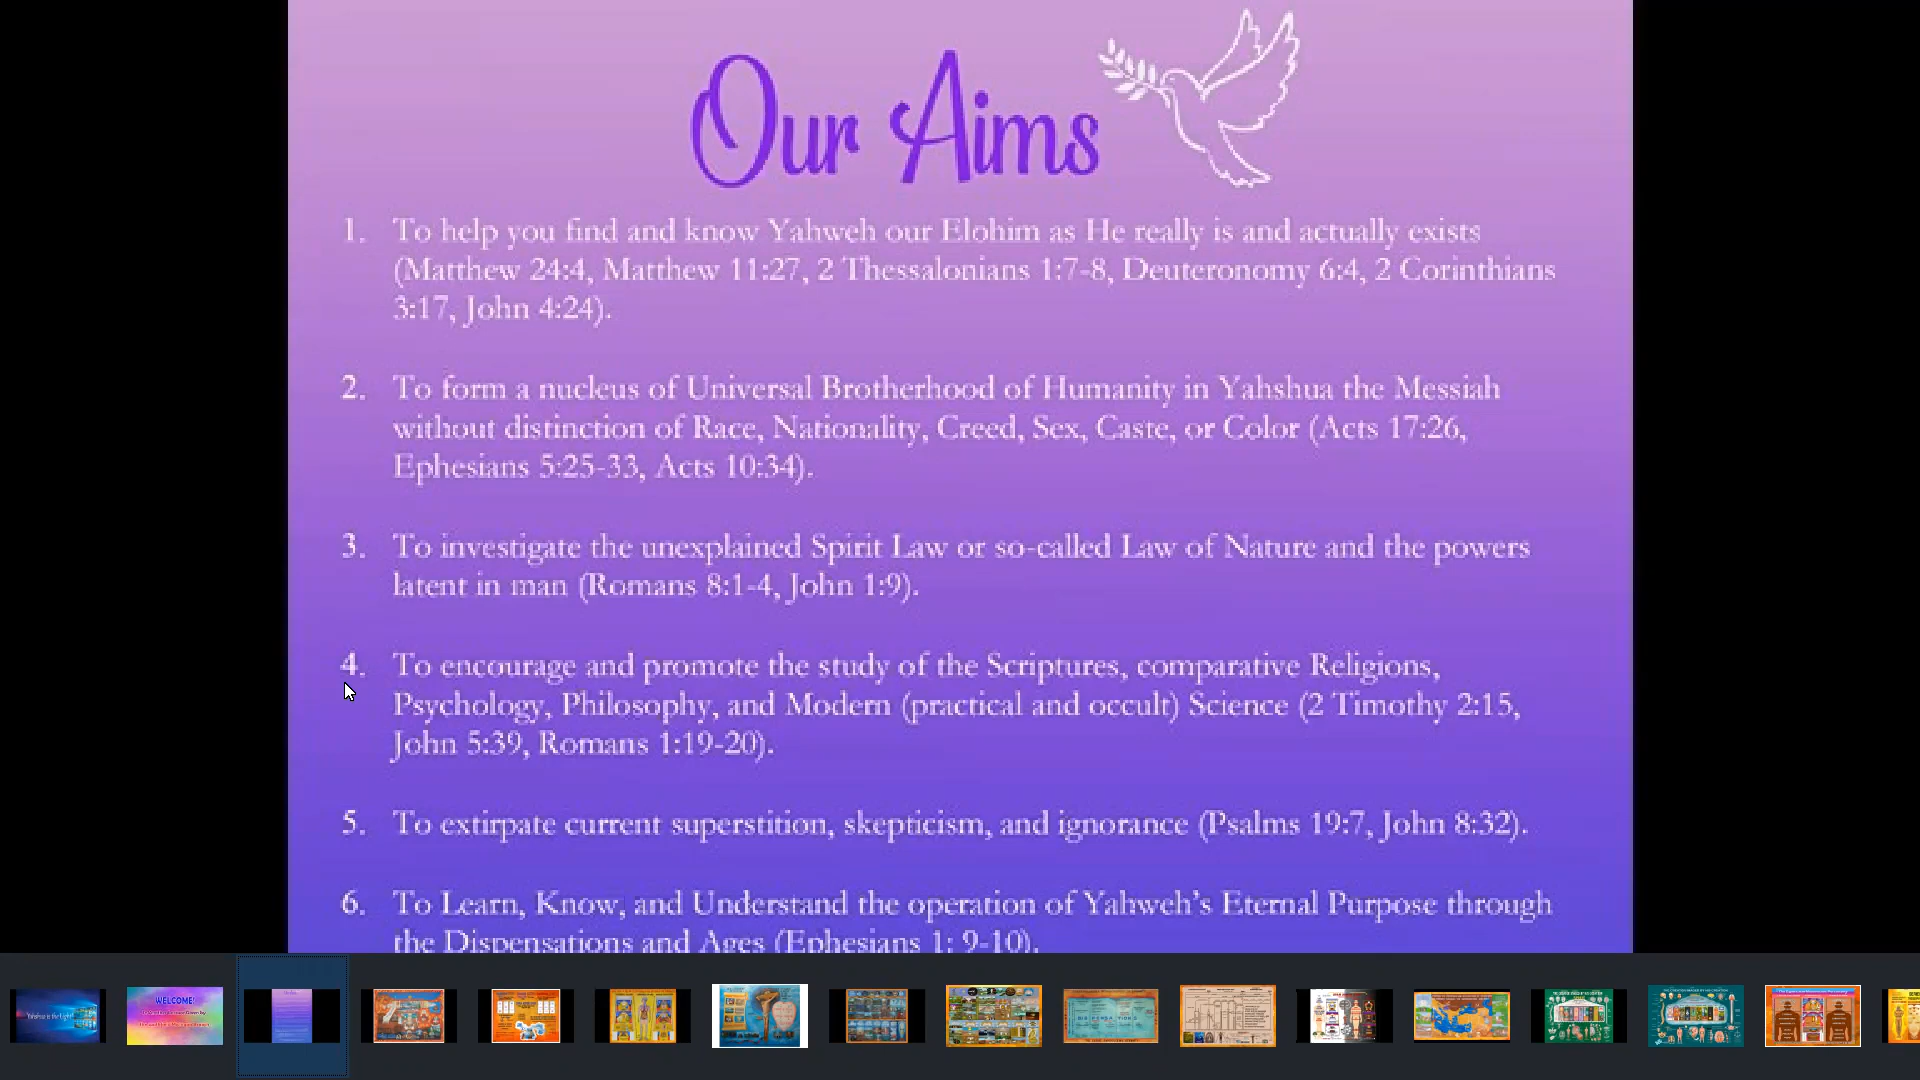 Our Aims
1. To help you find and know Yahweh our Elohim as He really is and actually exists
(Matthew 24:4, Matthew 11:27, 2 Thessalonians 1:7-8, Deuteronomy 6:4, 2 Corinthians
3:17, John 4:24).
2. To form a nucleus of Universal Brotherhood of Humanity in Yahshua the Messiah
without distinction of Race, Nationality, Creed, Sex, Caste, or Color (Acts 17:26,
Ephesians 5:25-33, Acts 10:34).
3. To investigate the unexplained Spirit Law or so-called Law of Nature and the powers
latent in man (Romans 8:1-4, John 1:9).
4. To encourage and promote the study of the Scriptures, comparative Religions,
Psychology, Philosophy, and Modern (practical and occult) Science (2 Timothy 2:15,
John 5:39, Romans 1:19-20).
5. To extirpate current superstition, skepticism, and ignorance (Psalms 19:7, John 8:32).
6. To Learn, Know, and Understand the operation of Yahweh's Eternal Purpose through
the Dispensations and Ages (Ephesians 1: 9-10).
WELCOME!